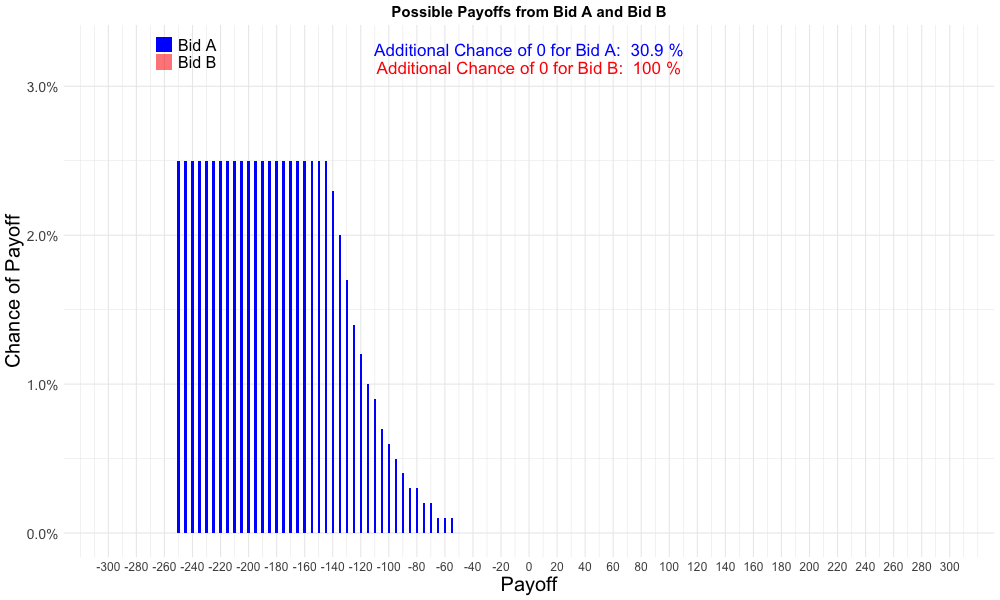 Possible Payoffs from Bid A and Bid B
Bid A
Bid B
Additional Chance of 0 for Bid A: 30.9 %
Additional Chance of 0 for Bid B: 100 %
Chance of Payoff
3.0%
2.0%
1.0%
0.0%
-300 -280 -260 -240 -220 -200 -180 -160 -140 -120 -100 -80 -60 -40 -20 0 20 40 60 80 100 120 140 160 180 200 220 240 260 280 300
Payoff